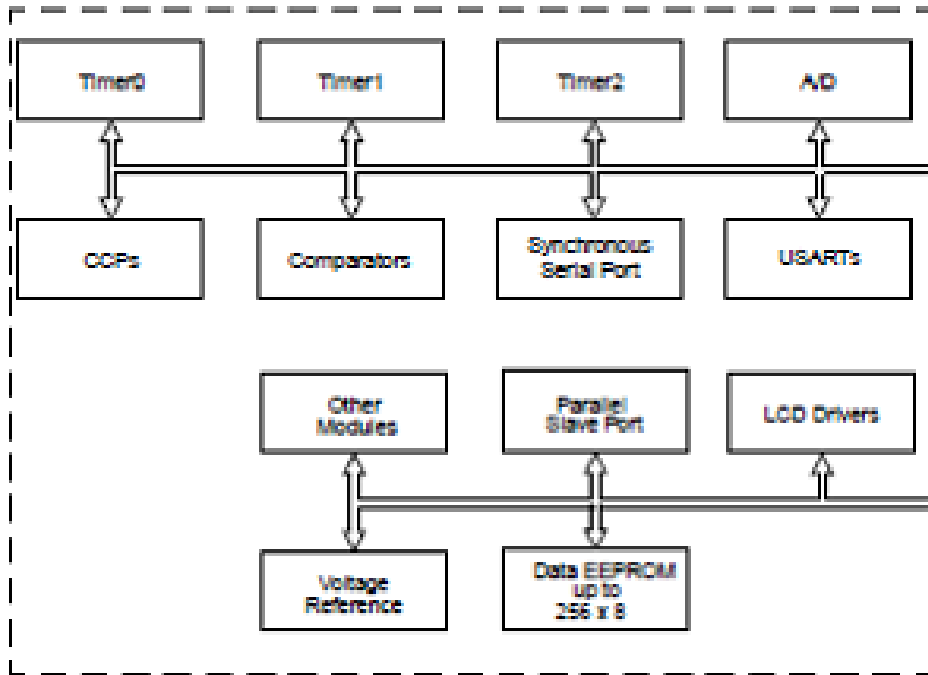 Timer0
Timer1
Timer2
A/D
CCPs
Comparators
Synchronous
Serial Port
USARTs
Other
Modules
Parallel
Slave Port
LCD Drivers
Voltage
Reference
Data EEPROM
up to
256 x 8